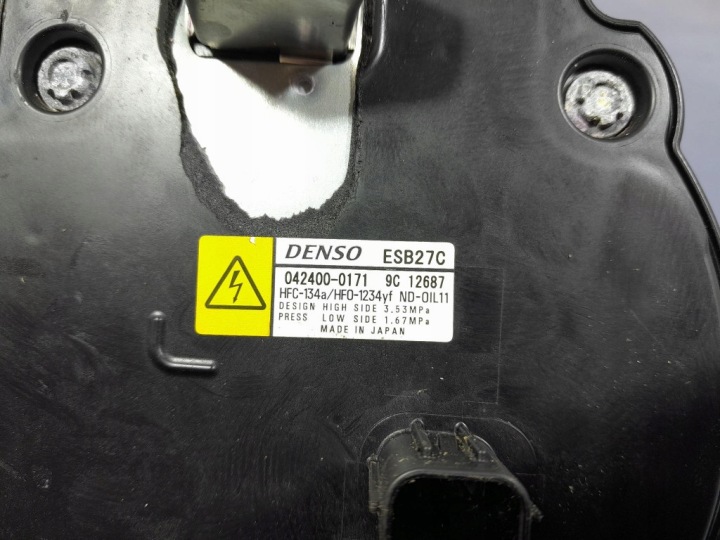 DENSO ESB27C
042400-0171 9C 12687
HFC-134a/HFO-1234yf ND-OIL11
DESIGN HIGH SIDE 3.53MPa
PRESS LOW SIDE 1.67MPa
MADE IN JAPAN